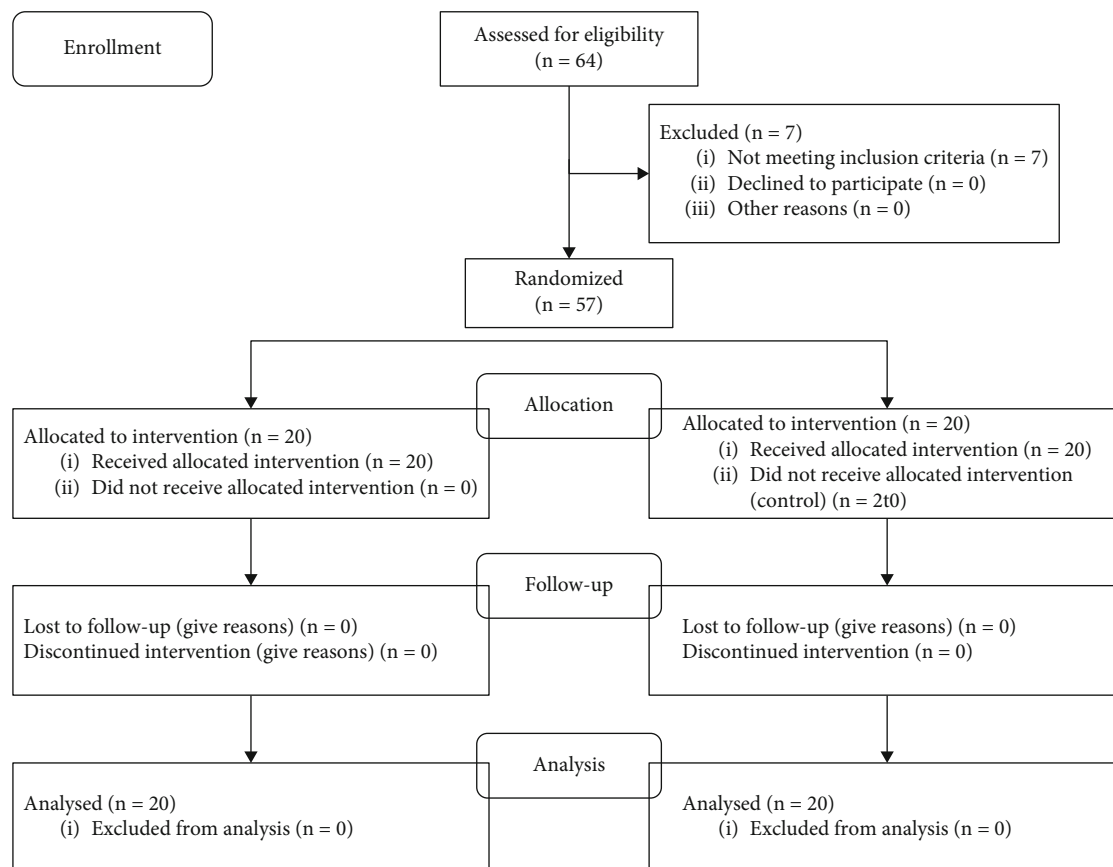 Enrollment
Assessed for eligibility
(n = 64)
Excluded (n = 7)
(i) Not meeting inclusion criteria (n = 7)
(ii) Declined to participate (n = 0)
(iii) Other reasons (n = 0)
Randomized
(n = 57)
Allocation
Allocated to intervention (n = 20)
(i) Received allocated intervention (n = 20)
(ii) Did not receive allocated intervention (n = 0)
Allocated to intervention (n = 20)
(i) Received allocated intervention (n = 20)
(ii) Did not receive allocated intervention
(control) (n = 2t0)
Follow-up
Lost to follow-up (give reasons) (n = 0)
Discontinued intervention (give reasons) (n = 0)
Lost to follow-up (give reasons) (n = 0)
Discontinued intervention (n = 0)
Analysis
Analysed (n = 20)
(i) Excluded from analysis (n = 0)
Analysed (n = 20)
(i) Excluded from analysis (n = 0)